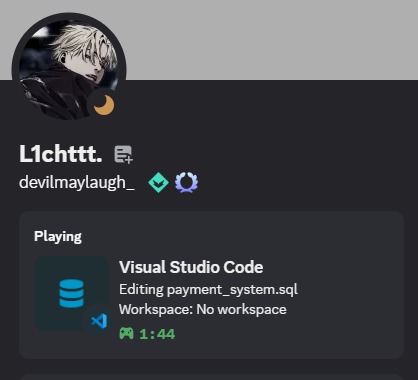 L1chttt.
devilmaylaugh_
Playing
Visual Studio Code
Editing payment_system.sql
Workspace: No workspace
1:44